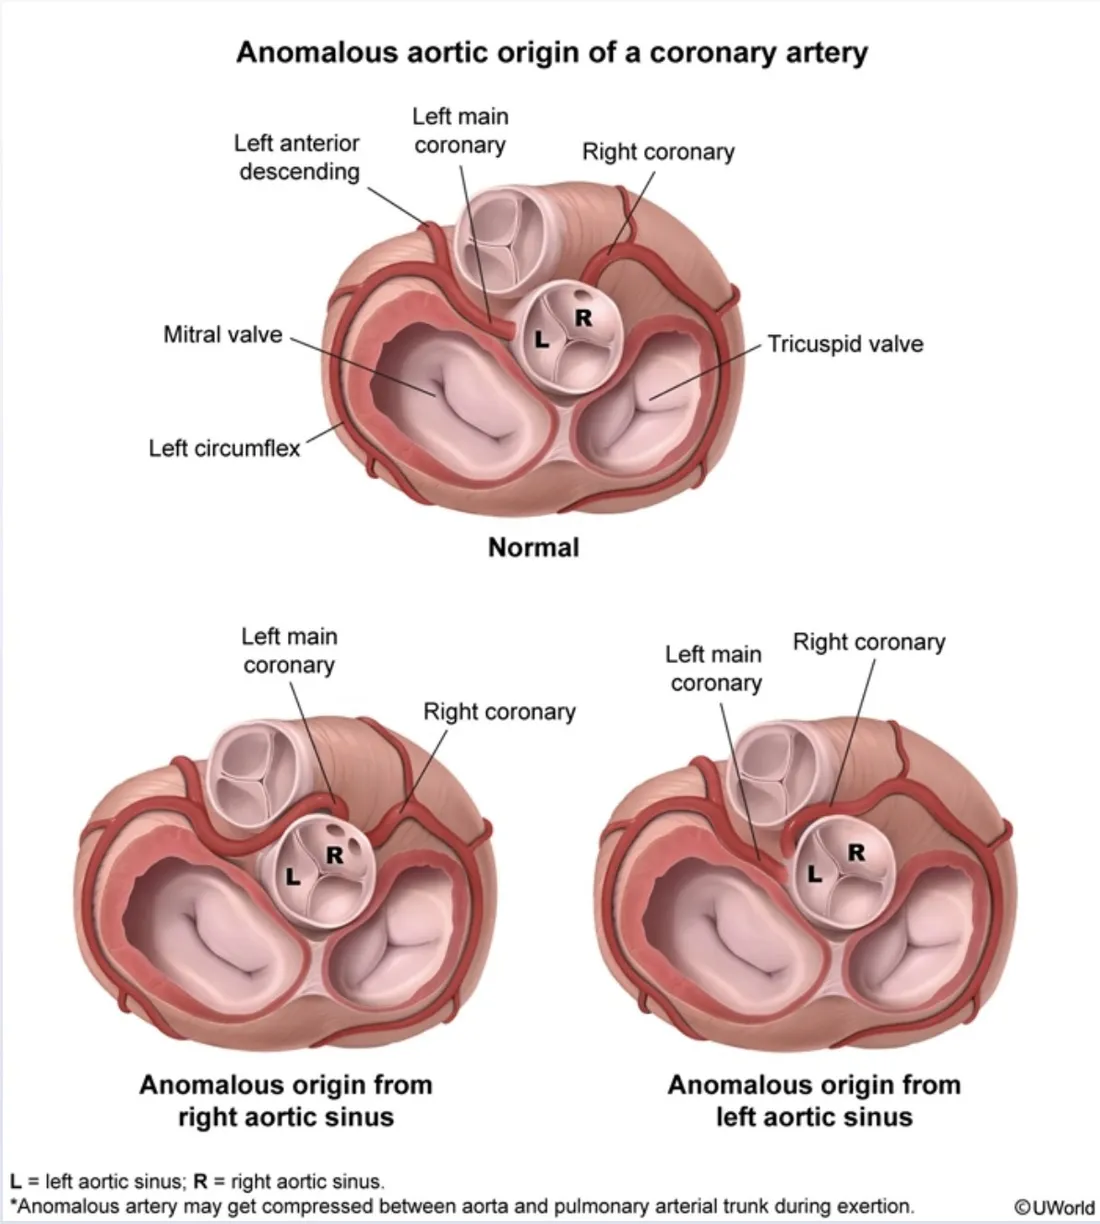 Anomalous aortic origin of a coronary artery
Left main
coronary
Left anterior
descending
Right coronary
R
L
Mitral valve
Tricuspid valve
Left circumflex
Normal
Left main
coronary
Right coronary
R
L
Anomalous origin from
right aortic sinus
Left main
coronary
Right coronary
R
L
Anomalous origin from
left aortic sinus
L = left aortic sinus; R = right aortic sinus.
*Anomalous artery may get compressed between aorta and pulmonary arterial trunk during exertion.
©UWorld